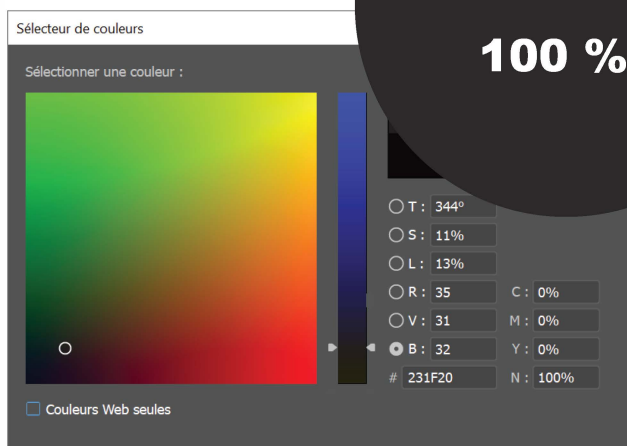 Sélecteur de couleurs
100 %
Sélectionner une couleur :
T : 344°
S : 11%
L : 13%
R : 35 C : 0%
V : 31 M : 0%
B : 32 Y : 0%
# 231F20 N : 100%
Couleurs Web seules